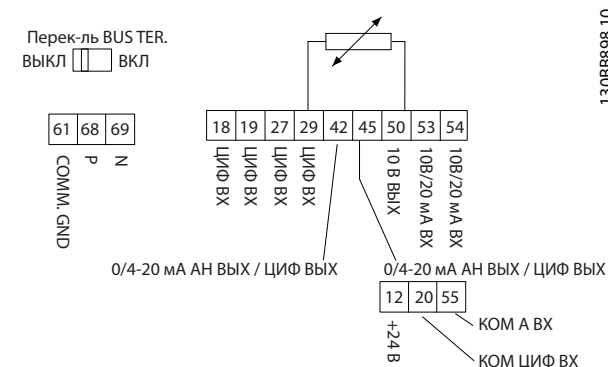 Перек-ль BUS TER.
ВЫКЛ ВКЛ
130BB898.10
61 68 69
COMM. GND
P
N
18 19 27 29 42 45 50 53 54
ЦИФ ВХ
ЦИФ ВХ
ЦИФ ВХ
ЦИФ ВХ
10 В ВЫХ
10В/20 мА ВХ
10В/20 мА ВХ
0/4-20 мА АН ВЫХ / ЦИФ ВЫХ
0/4-20 мА АН ВЫХ / ЦИФ ВЫХ
12 20 55
+24 В
КОМ А ВХ
КОМ ЦИФ ВХ